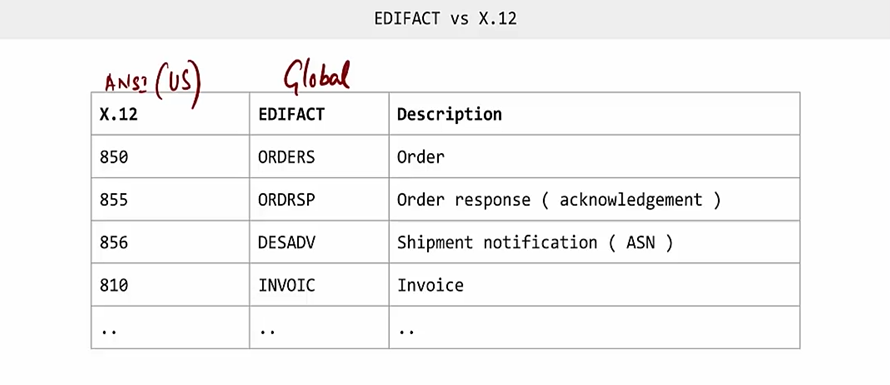 EDIFACT vs X.12
ANSI (US) Global
X.12 EDIFACT Description
850 ORDERS Order
855 ORDRSP Order response ( acknowledgement )
856 DESADV Shipment notification ( ASN )
810 INVOIC Invoice
.. .. ..